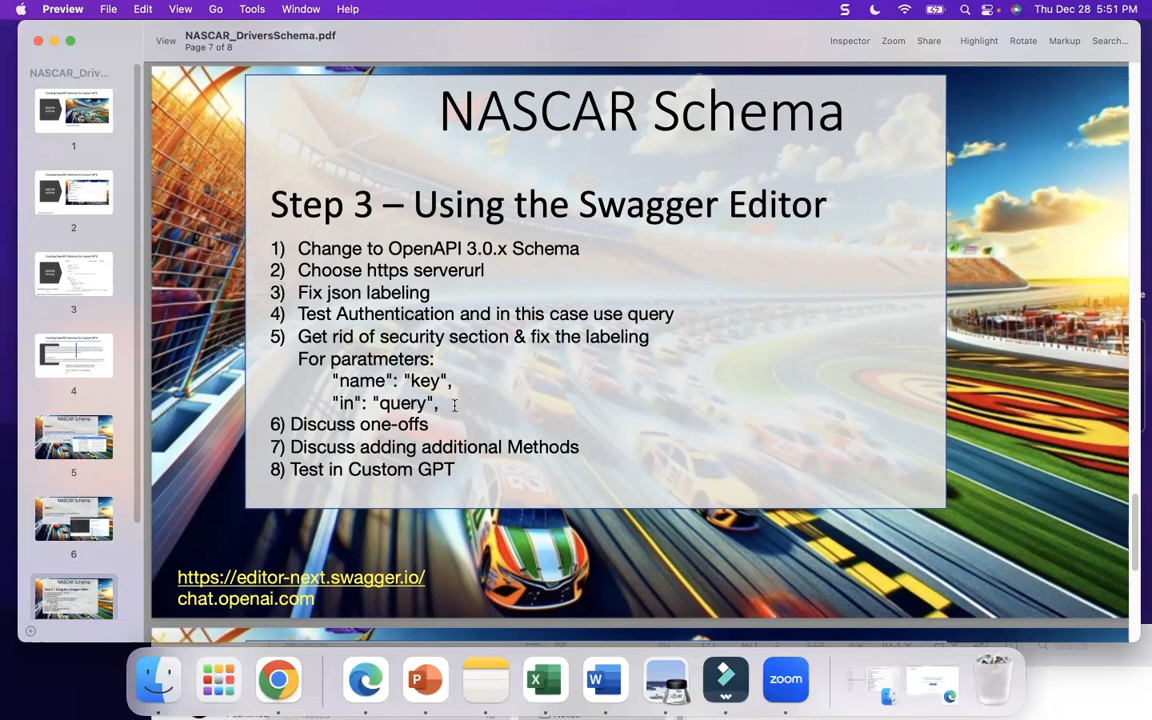 Preview File Edit View Go Tools Window Help
Thu Dec 28 5:51 PM
View
NASCAR_DriversSchema.pdf
Page 7 of 8
Inspector Zoom Share Highlight Rotate Markup Search...
NASCAR_Driv...
1
2
3
4
5
6
NASCAR Schema
Step 3 – Using the Swagger Editor
1) Change to OpenAPI 3.0.x Schema
2) Choose https serverurl
3) Fix json labeling
4) Test Authentication and in this case use query
5) Get rid of security section & fix the labeling
For paratmeters:
"name": "key",
"in": "query",
6) Discuss one-offs
7) Discuss adding additional Methods
8) Test in Custom GPT
https://editor-next.swagger.io/
chat.openai.com
Search
zoom